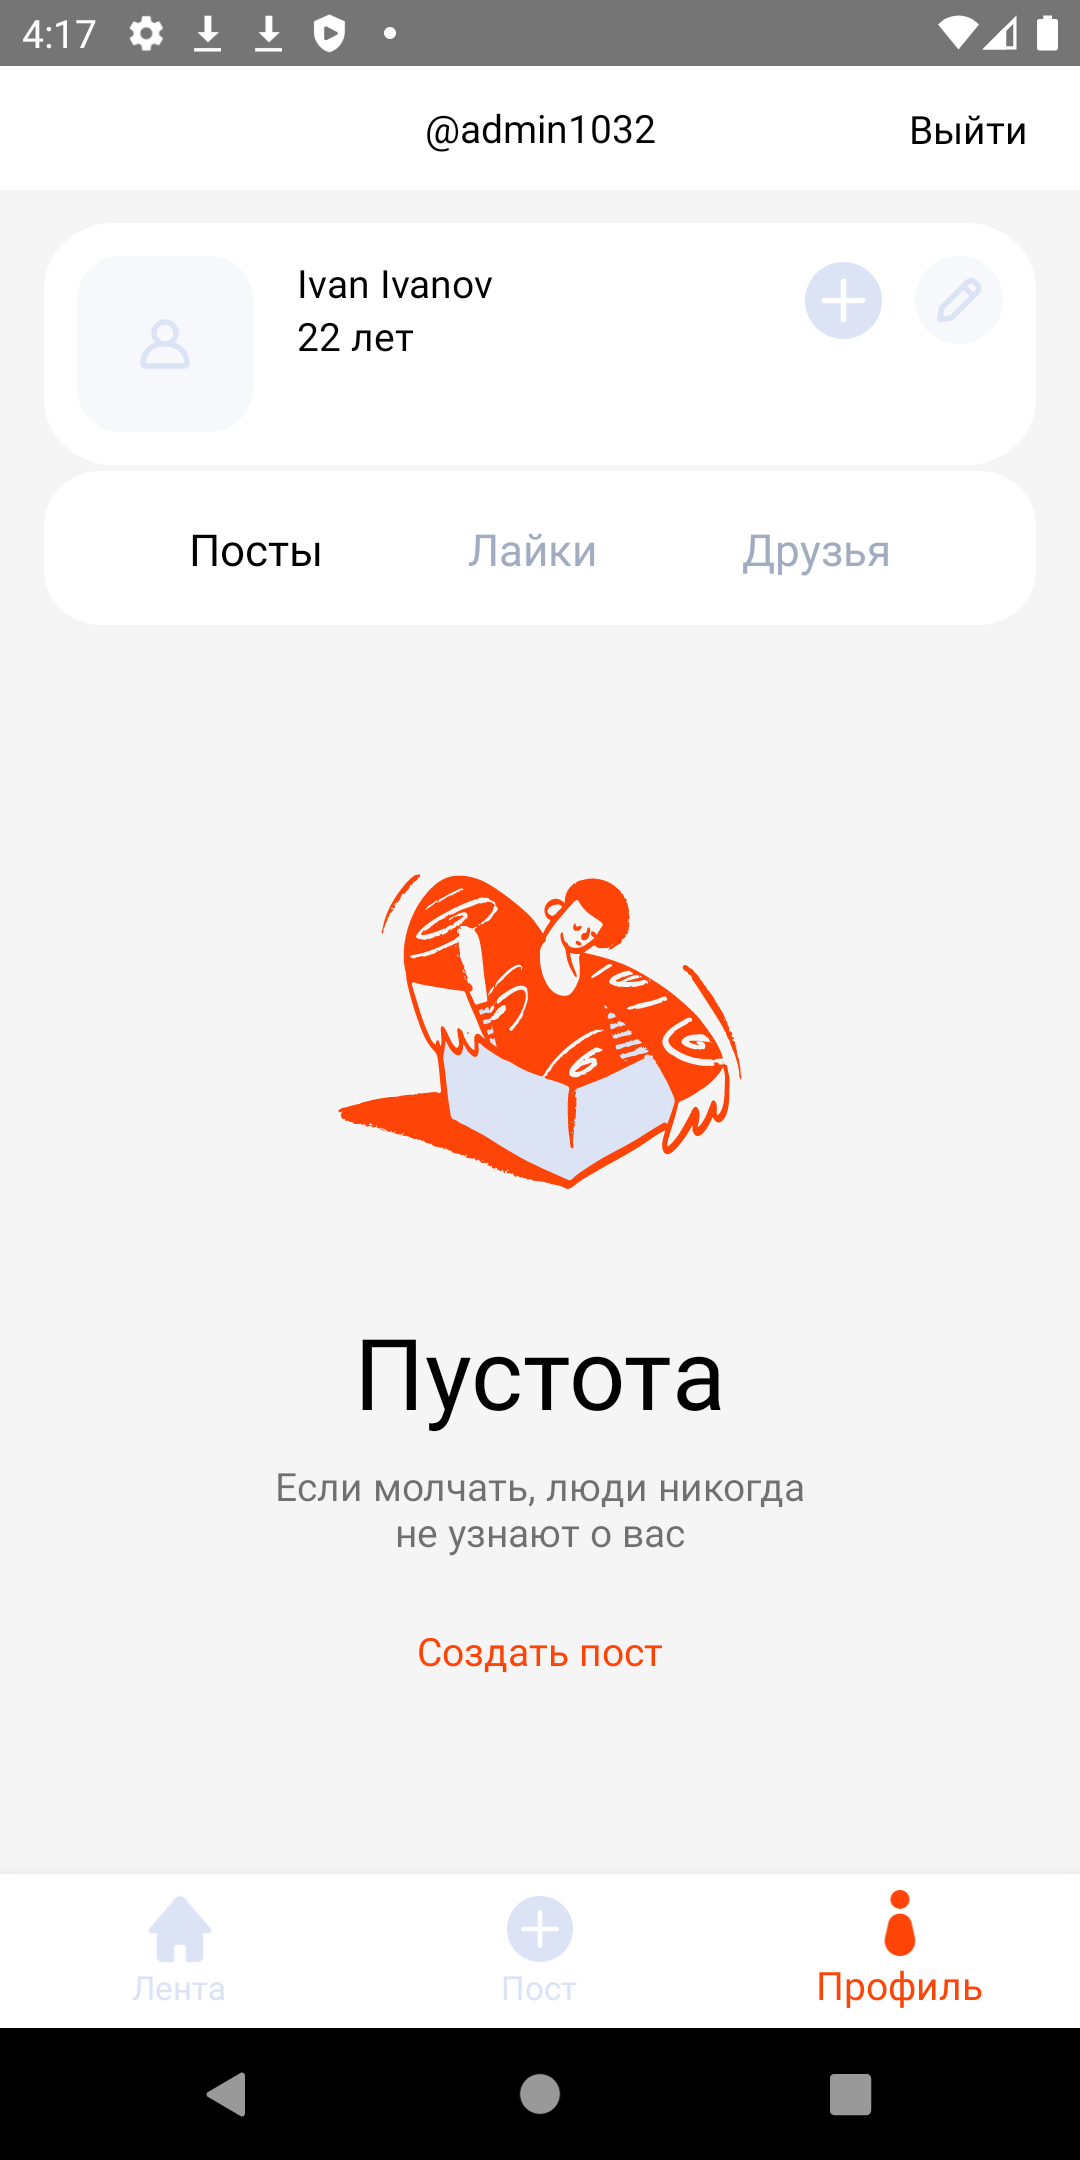 4:17
@admin1032
Выйти
Ivan Ivanov
22 лет
Посты
Лайки
Друзья
Пустота
Если молчать, люди никогда
не узнают о вас
Создать пост
Лента
Пост
Профиль